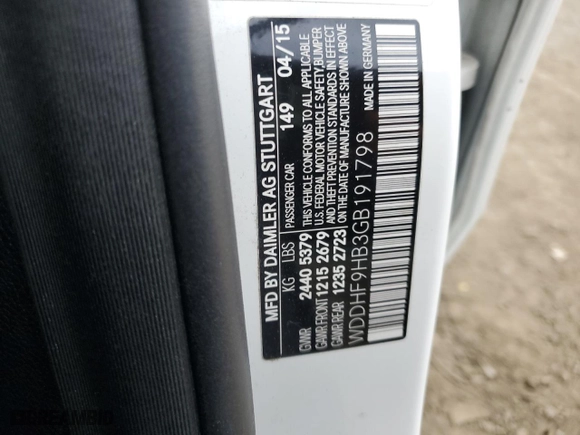 MFD BY DAIMLER AG STUTTGART
PASSENGER CAR 149 04/15
KG LBS
GVWR 2440 5379
GAWR FRONT 1215 2679
GAWR REAR 1235 2723
THIS VEHICLE CONFORMS TO ALL APPLICABLE
U.S. FEDERAL MOTOR VEHICLE SAFETY,BUMPER
AND THEFT PREVENTION STANDARDS IN EFFECT
ON THE DATE OF MANUFACTURE SHOWN ABOVE
WDDHF9HB3GB191798
MADE IN GERMANY